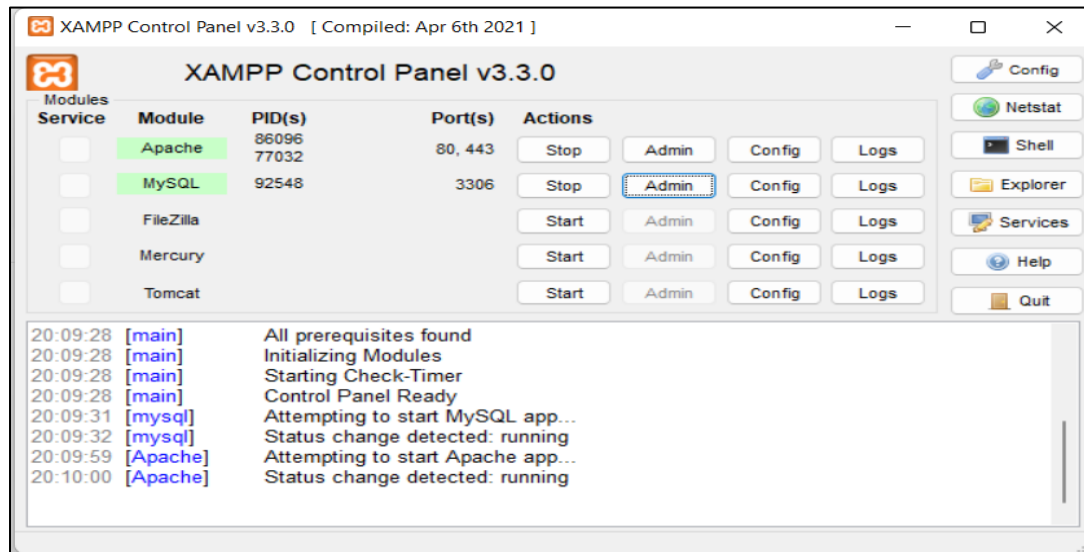 XAMPP Control Panel v3.3.0 [ Compiled: Apr 6th 2021 ]
XAMPP Control Panel v3.3.0
Config
Modules
Service Module PID(s) Port(s) Actions
Netstat
Apache 86096 77032 80, 443 Stop Admin Config Logs
Shell
MySQL 92548 3306 Stop Admin Config Logs
Explorer
FileZilla Start Admin Config Logs
Services
Mercury Start Admin Config Logs
Help
Tomcat Start Admin Config Logs
Quit
20:09:28 [main] All prerequisites found
20:09:28 [main] Initializing Modules
20:09:28 [main] Starting Check-Timer
20:09:28 [main] Control Panel Ready
20:09:31 [mysql] Attempting to start MySQL app...
20:09:32 [mysql] Status change detected: running
20:09:59 [Apache] Attempting to start Apache app...
20:10:00 [Apache] Status change detected: running